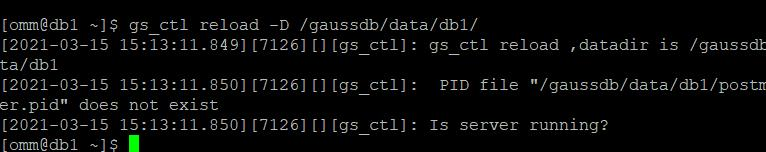 [omm@db1 ~]$ gs_ctl reload -D /gaussdb/data/db1/
[2021-03-15 15:13:11.849][7126][][gs_ctl]: gs_ctl reload ,datadir is /gaussdb
ta/db1
[2021-03-15 15:13:11.850][7126][][gs_ctl]:  PID file "/gaussdb/data/db1/postm
er.pid" does not exist
[2021-03-15 15:13:11.850][7126][][gs_ctl]: Is server running?
[omm@db1 ~]$